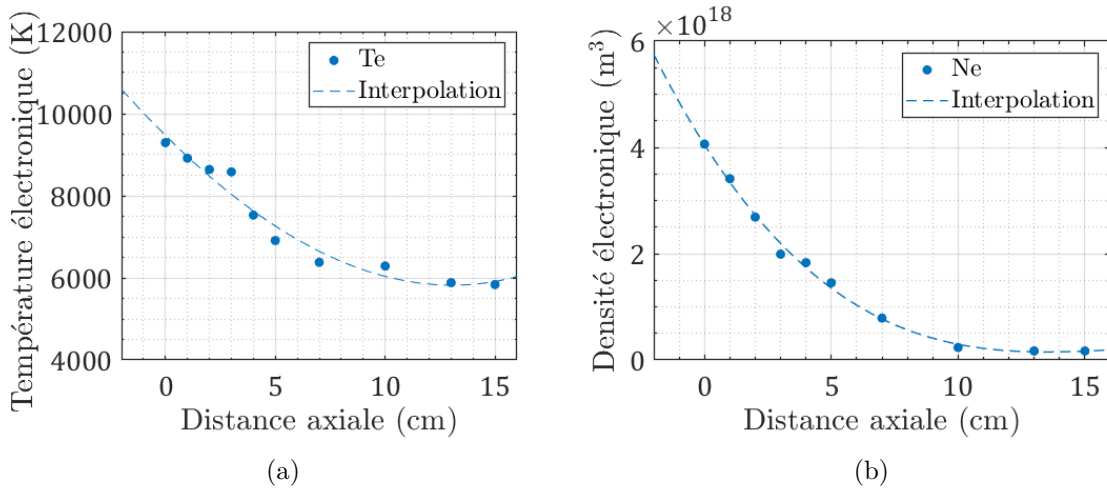 12000
10000
8000
6000
4000
0
5
10
15
Température électronique (K)
Distance axiale (cm)
Te
Interpolation
(a)
×10^18
6
4
2
0
0
5
10
15
Densité électronique (m³)
Distance axiale (cm)
Ne
Interpolation
(b)